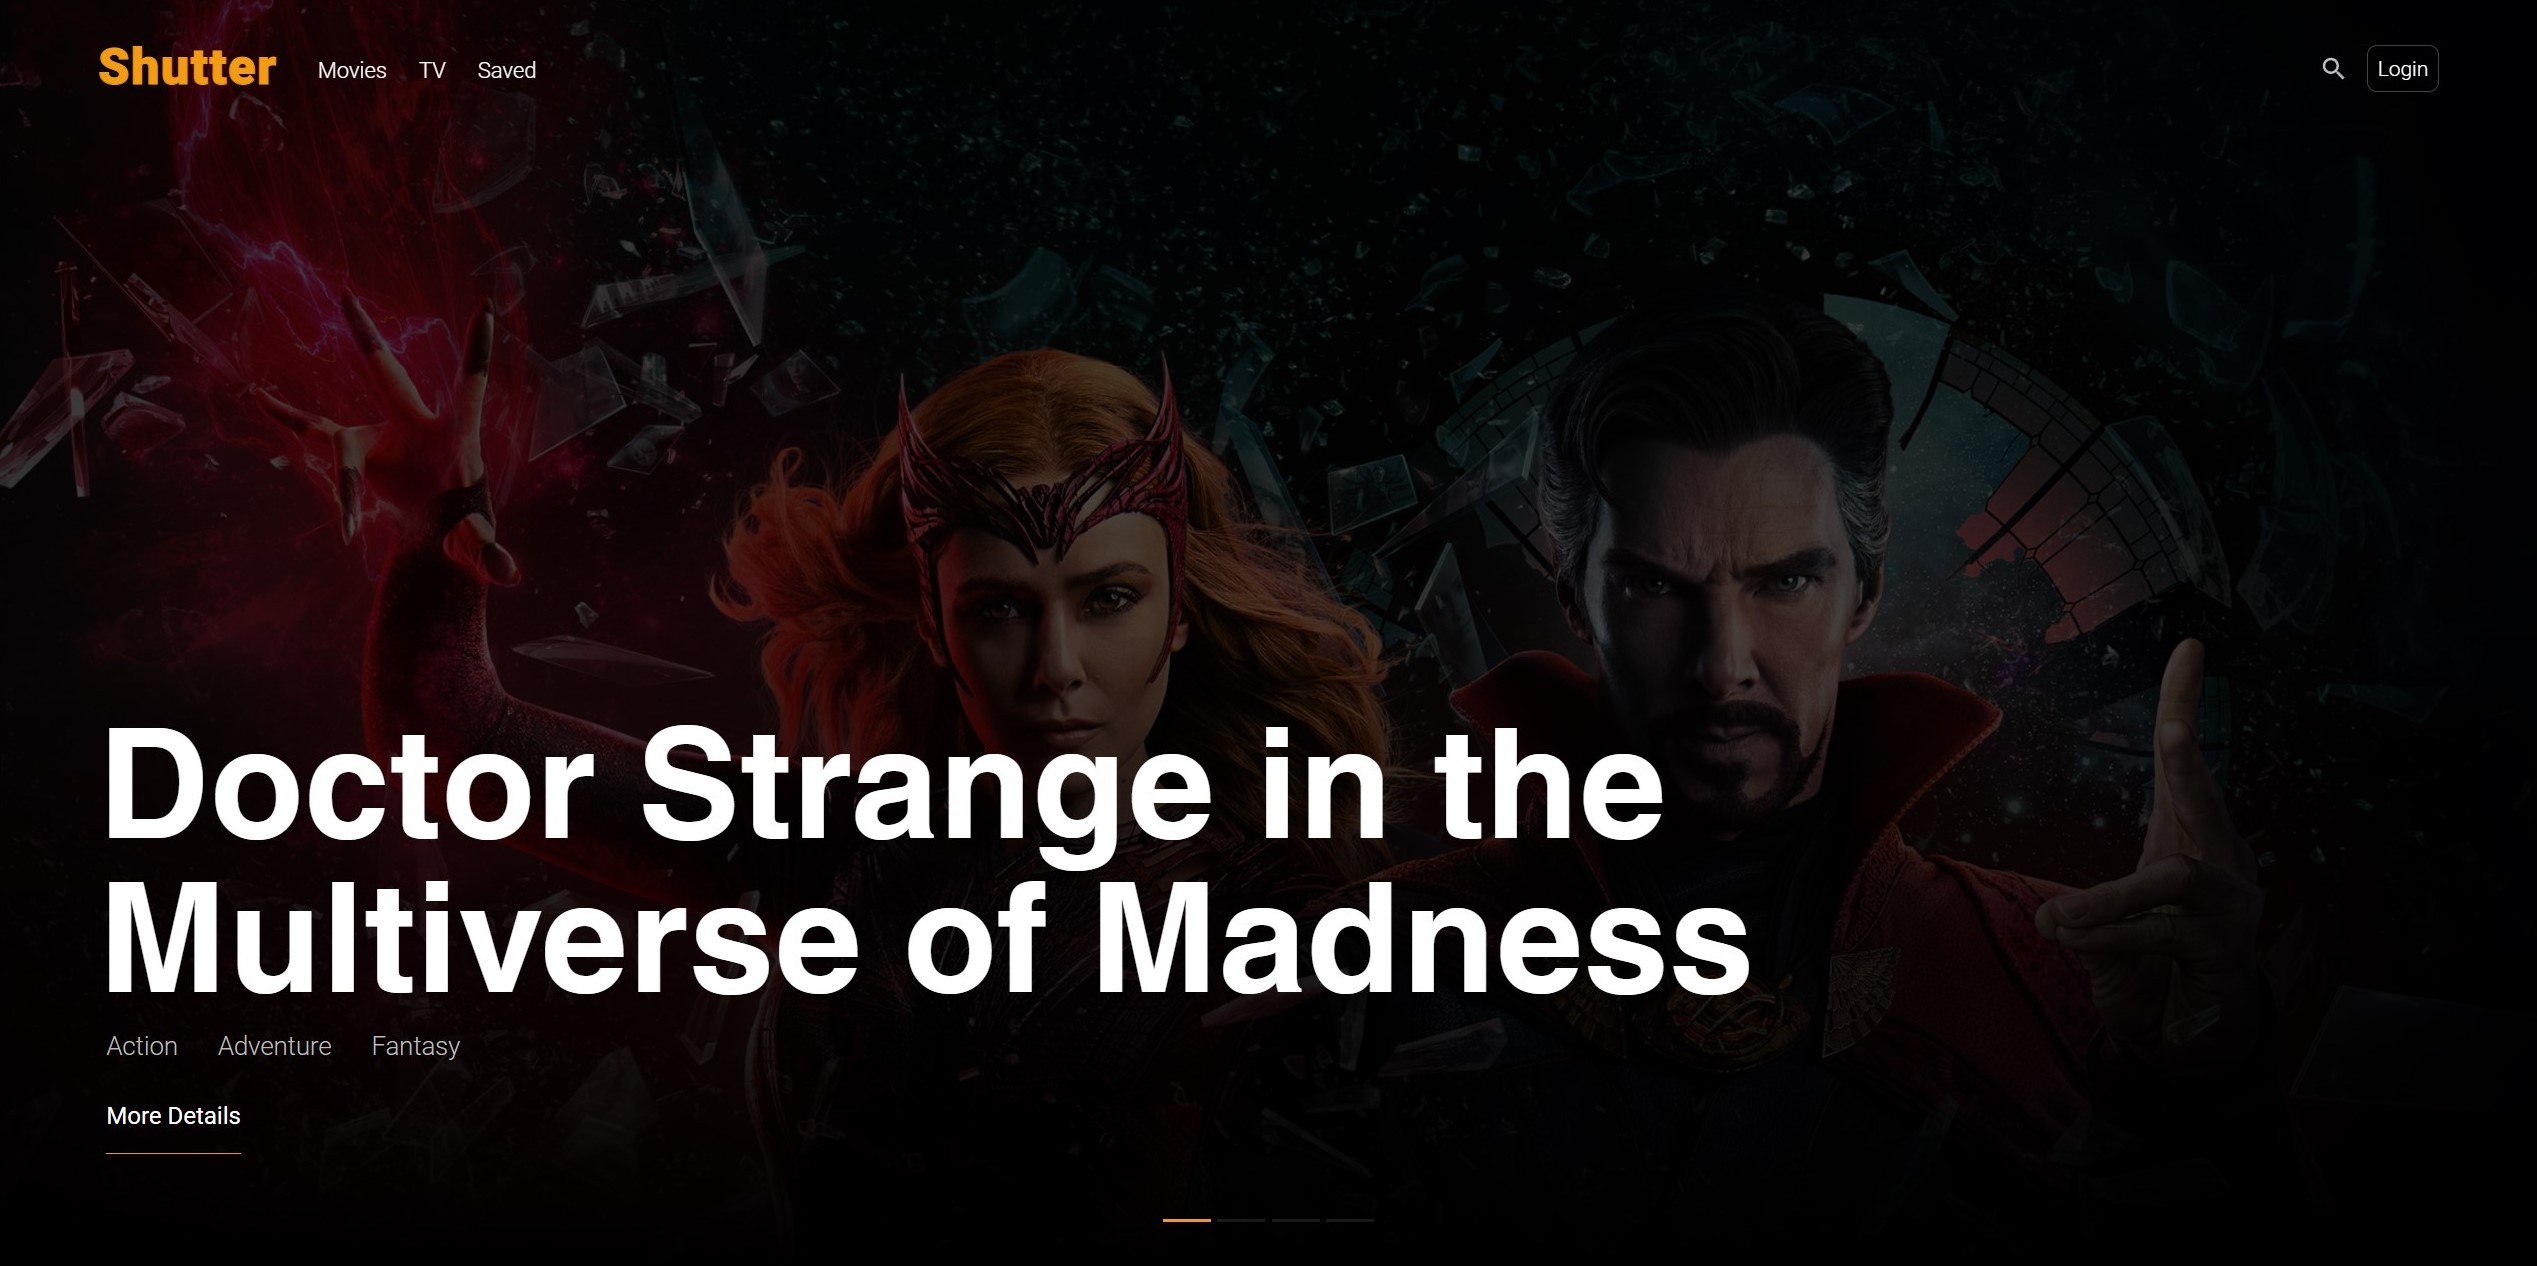 Shutter Movies TV Saved Login
Doctor Strange in the
Multiverse of Madness
Action Adventure Fantasy
More Details